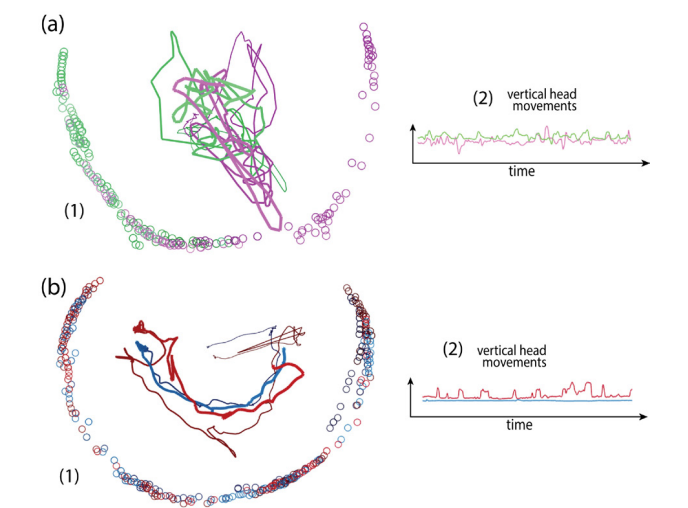 (a)
(2) vertical head
movements
time
(1)
(b)
(2) vertical head
movements
time
(1)